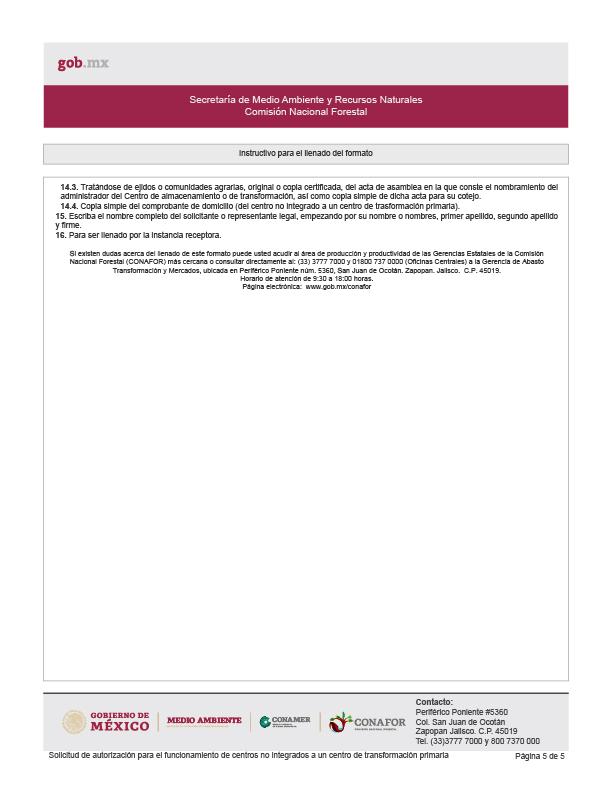 gob.mx
Secretaría de Medio Ambiente y Recursos Naturales
Comisión Nacional Forestal
Instructivo para el llenado del formato
14.3. Tratándose de ejidos o comunidades agrarias, original o copia certificada, del acta de asamblea en la que conste el nombramiento del
administrador del Centro de almacenamiento o de transformación, así como copia simple de dicha acta para su cotejo.
14.4. Copia simple del comprobante de domicilio (del centro no integrado a un centro de trasformación primaria).
15. Escriba el nombre completo del solicitante o representante legal, empezando por su nombre o nombres, primer apellido, segundo apellido
y firme.
16. Para ser llenado por la instancia receptora.
Si existen dudas acerca del llenado de este formato puede usted acudir al área de producción y productividad de las Gerencias Estatales de la Comisión
Nacional Forestal (CONAFOR) más cercana o consultar directamente al: (33) 3777 7000 y 01800 737 0000 (Oficinas Centrales) a la Gerencia de Abasto
Transformación y Mercados, ubicada en Periférico Poniente núm. 5360, San Juan de Ocotán. Zapopan. Jalisco. C.P. 45019.
Horario de atención de 9:30 a 18:00 horas.
Página electrónica: www.gob.mx/conafor
GOBIERNO DE
MÉXICO
MEDIO AMBIENTE
CONAMER
CONAFOR
COMISIÓN NACIONAL FORESTAL
Contacto:
Periférico Poniente #5360
Col. San Juan de Ocotán
Zapopan Jalisco. C.P. 45019
Tel. (33)3777 7000 y 800 7370 000
Solicitud de autorización para el funcionamiento de centros no integrados a un centro de transformación primaria
Página 5 de 5